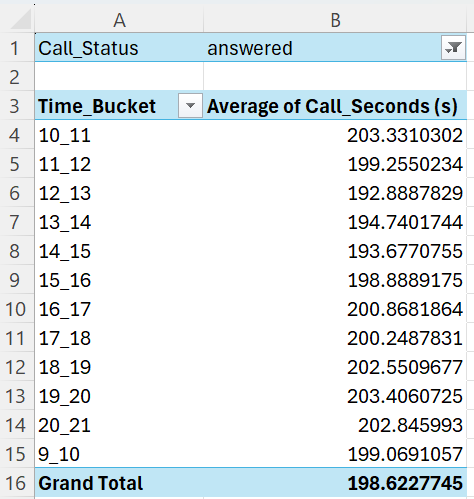 A B
1 Call_Status answered
2
3 Time_Bucket Average of Call_Seconds (s)
4 10_11 203.3310302
5 11_12 199.2550234
6 12_13 192.8887829
7 13_14 194.7401744
8 14_15 193.6770755
9 15_16 198.8889175
10 16_17 200.8681864
11 17_18 200.2487831
12 18_19 202.5509677
13 19_20 203.4060725
14 20_21 202.845993
15 9_10 199.0691057
16 Grand Total 198.6227745